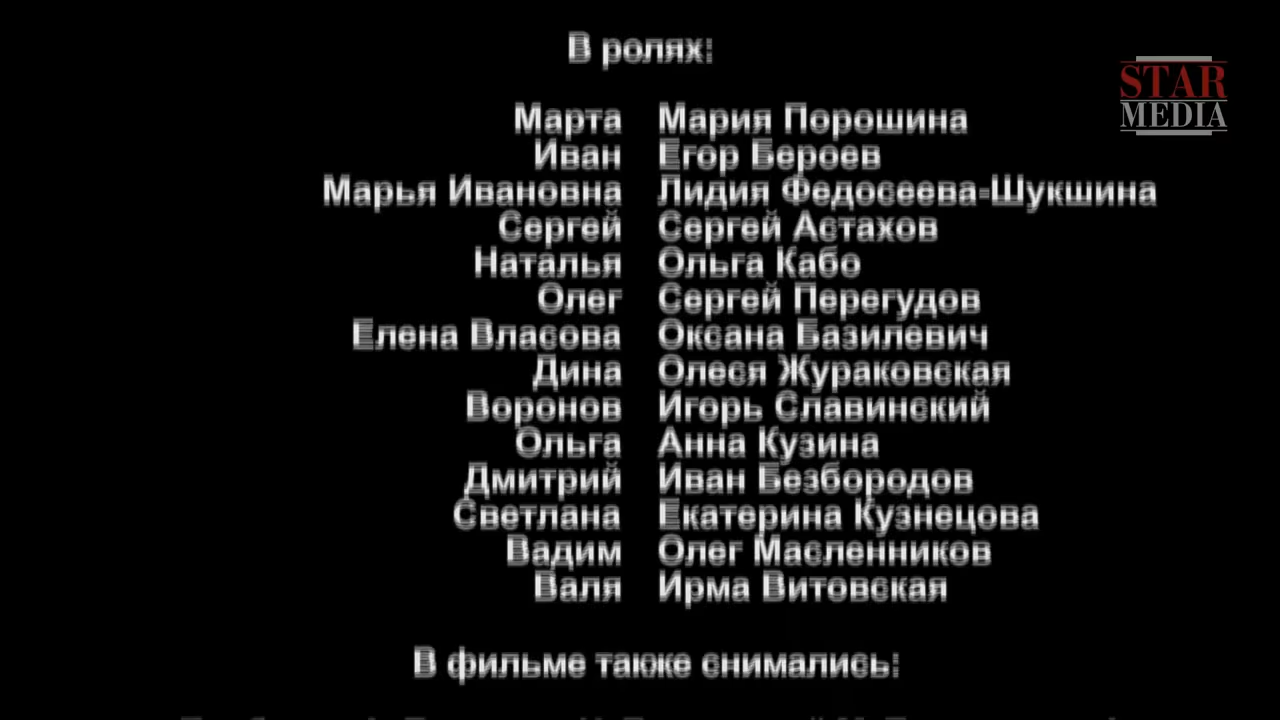 В ролях:
STAR
MEDIA
Марта Мария Порошина
Иван Егор Бероев
Марья Ивановна Лидия Федосеева-Шукшина
Сергей Сергей Астахов
Наталья Ольга Кабо
Олег Сергей Перегудов
Елена Власова Оксана Базилевич
Дина Олеся Жураковская
Воронов Игорь Славинский
Ольга Анна Кузина
Дмитрий Иван Безбородов
Светлана Екатерина Кузнецова
Вадим Олег Масленников
Валя Ирма Витовская
В фильме также снимались: